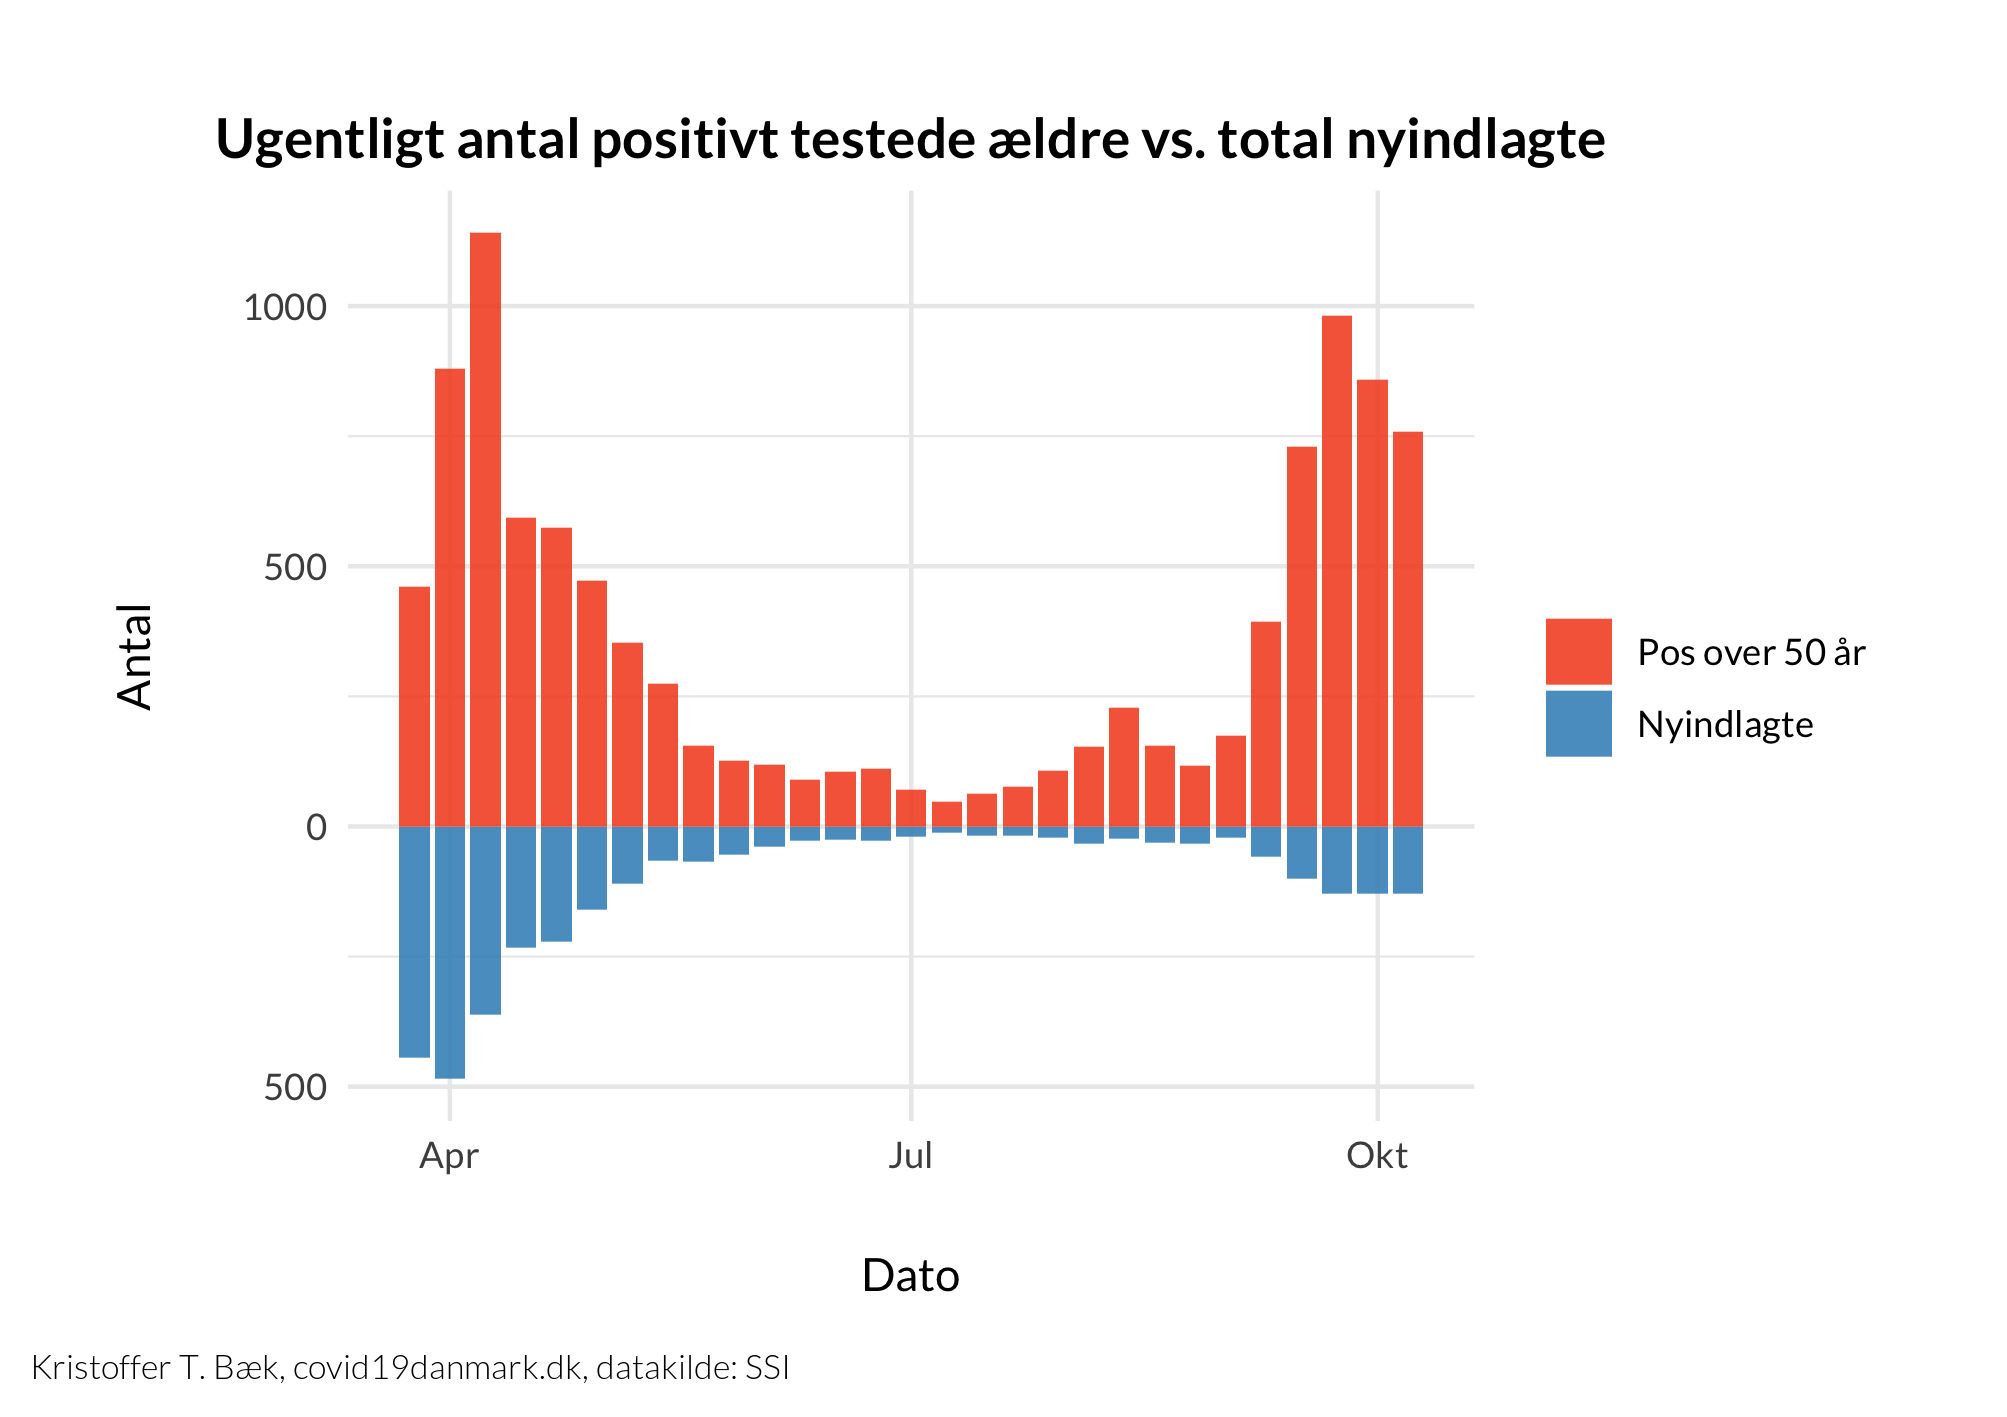 Ugentligt antal positivt testede ældre vs. total nyindlagte
1000
500
0
500
Antal
Apr
Jul
Okt
Dato
Pos over 50 år
Nyindlagte
Kristoffer T. Bæk, covid19danmark.dk, datakilde: SSI